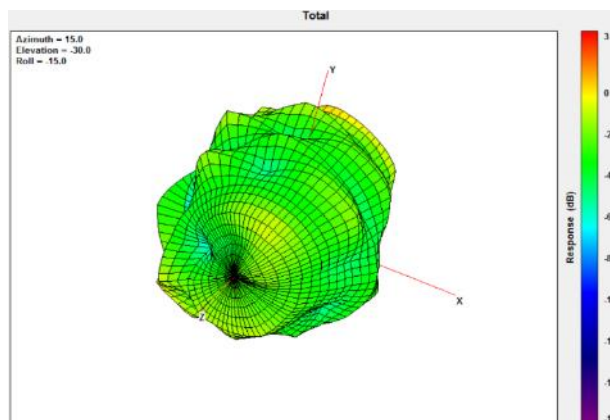 Total
Azimuth = 15.0
Elevation = -30.0
Roll = -15.0
Y
X
Z
Response (dB)
3
0
-2
-4
-6
-8